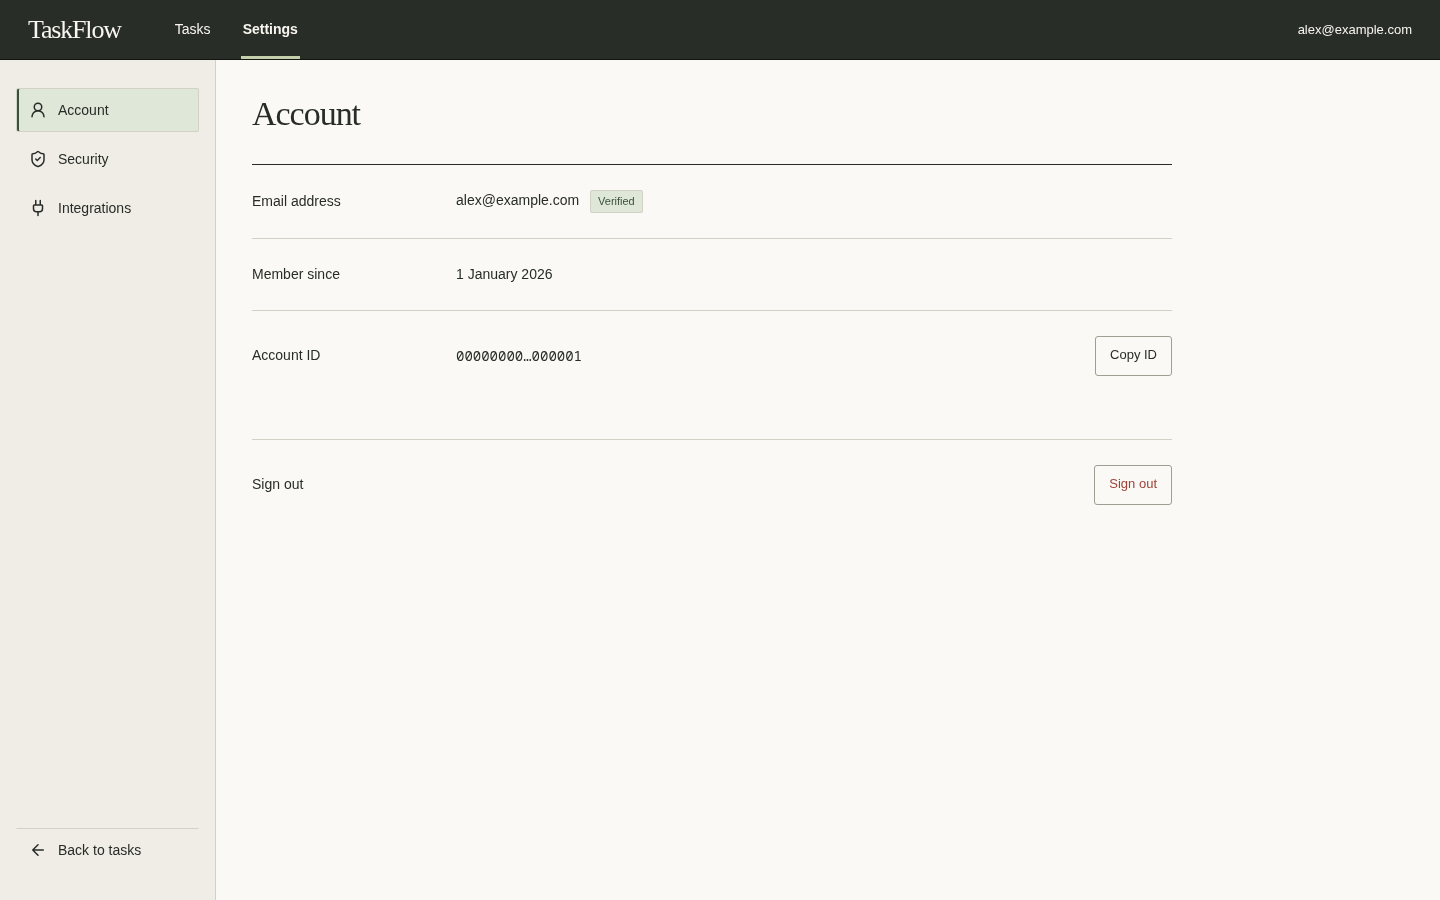 TaskFlow
Tasks
Settings
alex@example.com
Account
Security
Integrations
Back to tasks
Account
Email address
alex@example.com
Verified
Member since
1 January 2026
Account ID
00000000…000001
Copy ID
Sign out
Sign out